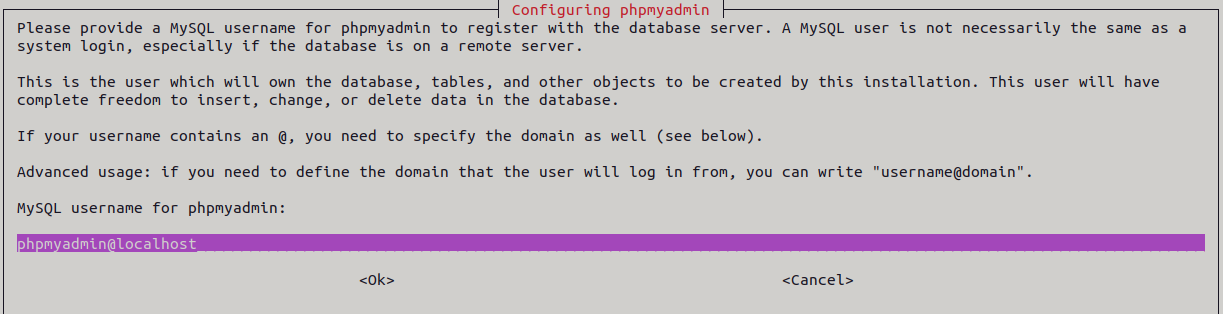 Configuring phpmyadmin
Please provide a MySQL username for phpmyadmin to register with the database server. A MySQL user is not necessarily the same as a
system login, especially if the database is on a remote server.
This is the user which will own the database, tables, and other objects to be created by this installation. This user will have
complete freedom to insert, change, or delete data in the database.
If your username contains an @, you need to specify the domain as well (see below).
Advanced usage: if you need to define the domain that the user will log in from, you can write "username@domain".
MySQL username for phpmyadmin:
phpmyadmin@localhost
<Ok> <Cancel>